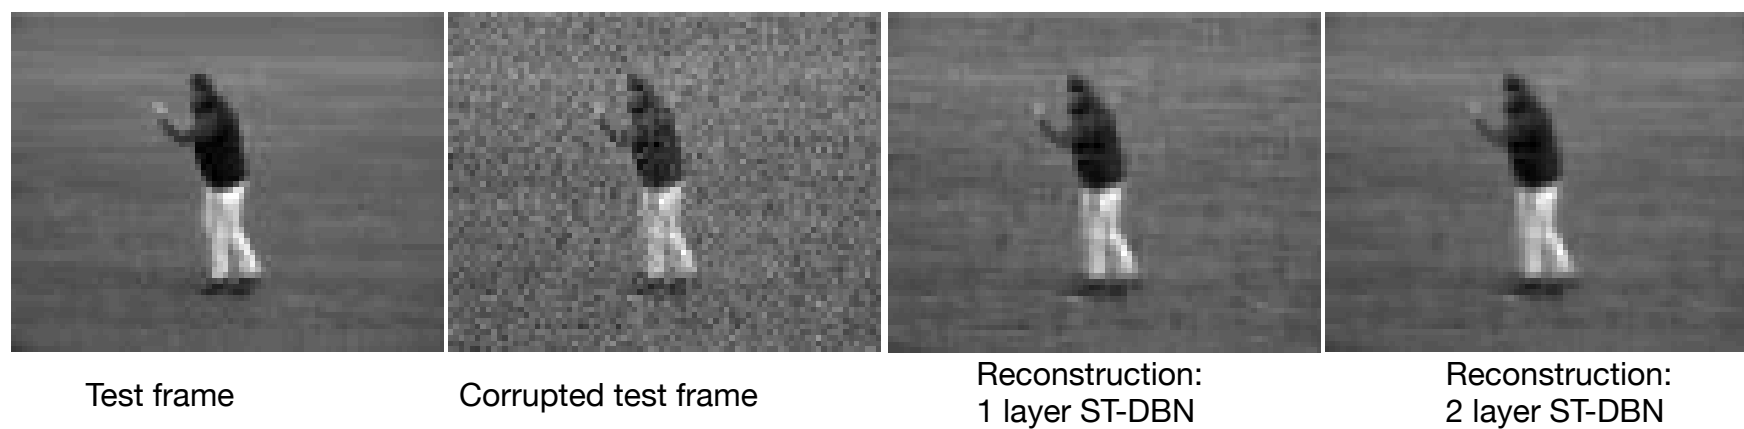 Test frame
Corrupted test frame
Reconstruction:
1 layer ST-DBN
Reconstruction:
2 layer ST-DBN